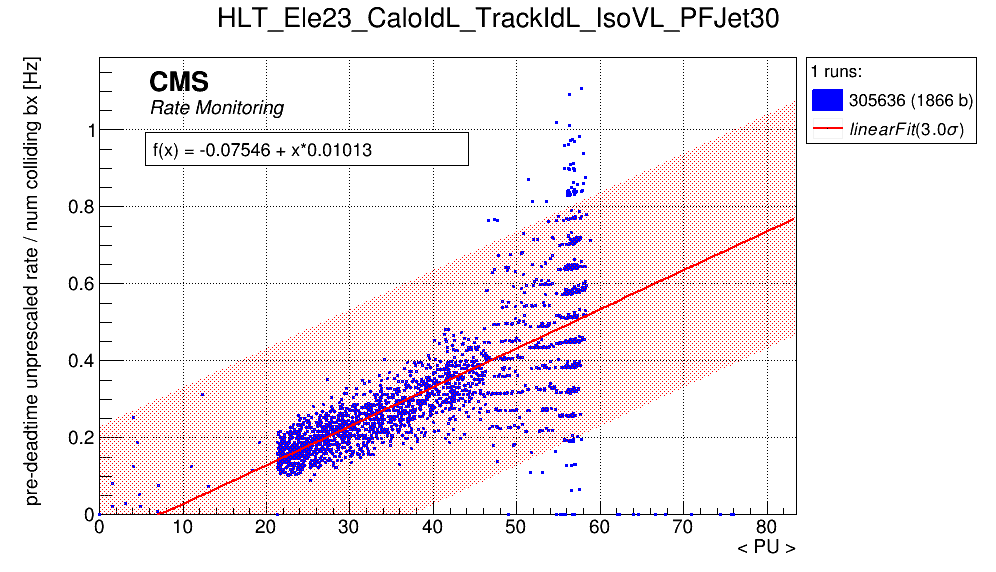 HLT_Ele23_CaloIdL_TrackIdL_IsoVL_PFJet30
pre-deadtime unprescaled rate / num colliding bx [Hz]
CMS
Rate Monitoring
f(x) = -0.07546 + x*0.01013
1 runs:
305636 (1866 b)
linearFit(3.0σ)
1
0.8
0.6
0.4
0.2
0
0 10 20 30 40 50 60 70 80
< PU >